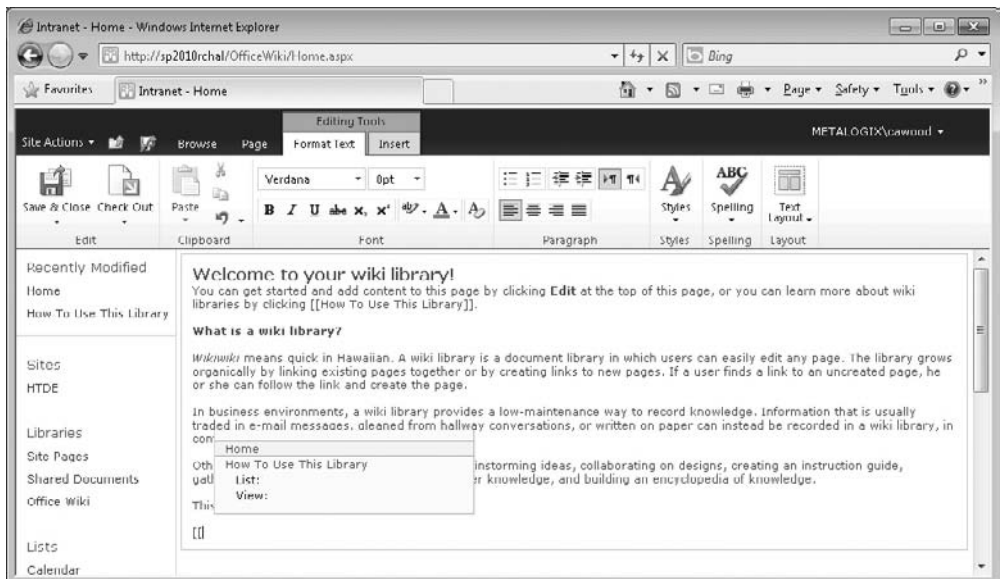 Intranet - Home - Windows Internet Explorer
http://sp2010rchal/OfficeWiki/Home.aspx
Bing
Favorites
Intranet - Home
Page
Safety
Tools
Editing Tools
METALOGIX\cawood
Site Actions
Browse
Page
Format Text
Insert
Verdana
8pt
ABC
Save & Close
Check Out
Paste
B I U abc x, x²
Styles
Spelling
Text Layout
Edit
Clipboard
Font
Paragraph
Styles
Spelling
Layout
Recently Modified
Home
How To Use This Library
Sites
HTDE
Libraries
Site Pages
Shared Documents
Office Wiki
Lists
Calendar
Welcome to your wiki library!
You can get started and add content to this page by clicking Edit at the top of this page, or you can learn more about wiki
libraries by clicking [[How To Use This Library]].
What is a wiki library?
Wikiwiki means quick in Hawaiian. A wiki library is a document library in which users can easily edit any page. The library grows
organically by linking existing pages together or by creating links to new pages. If a user finds a link to an uncreated page, he
or she can follow the link and create the page.
In business environments, a wiki library provides a low-maintenance way to record knowledge. Information that is usually
traded in e-mail messages, gleaned from hallway conversations, or written on paper can instead be recorded in a wiki library, in
con
Home
How To Use This Library
List:
View:
Oth
instorming ideas, collaborating on designs, creating an instruction guide,
gath
r knowledge, and building an encyclopedia of knowledge.
This
[[